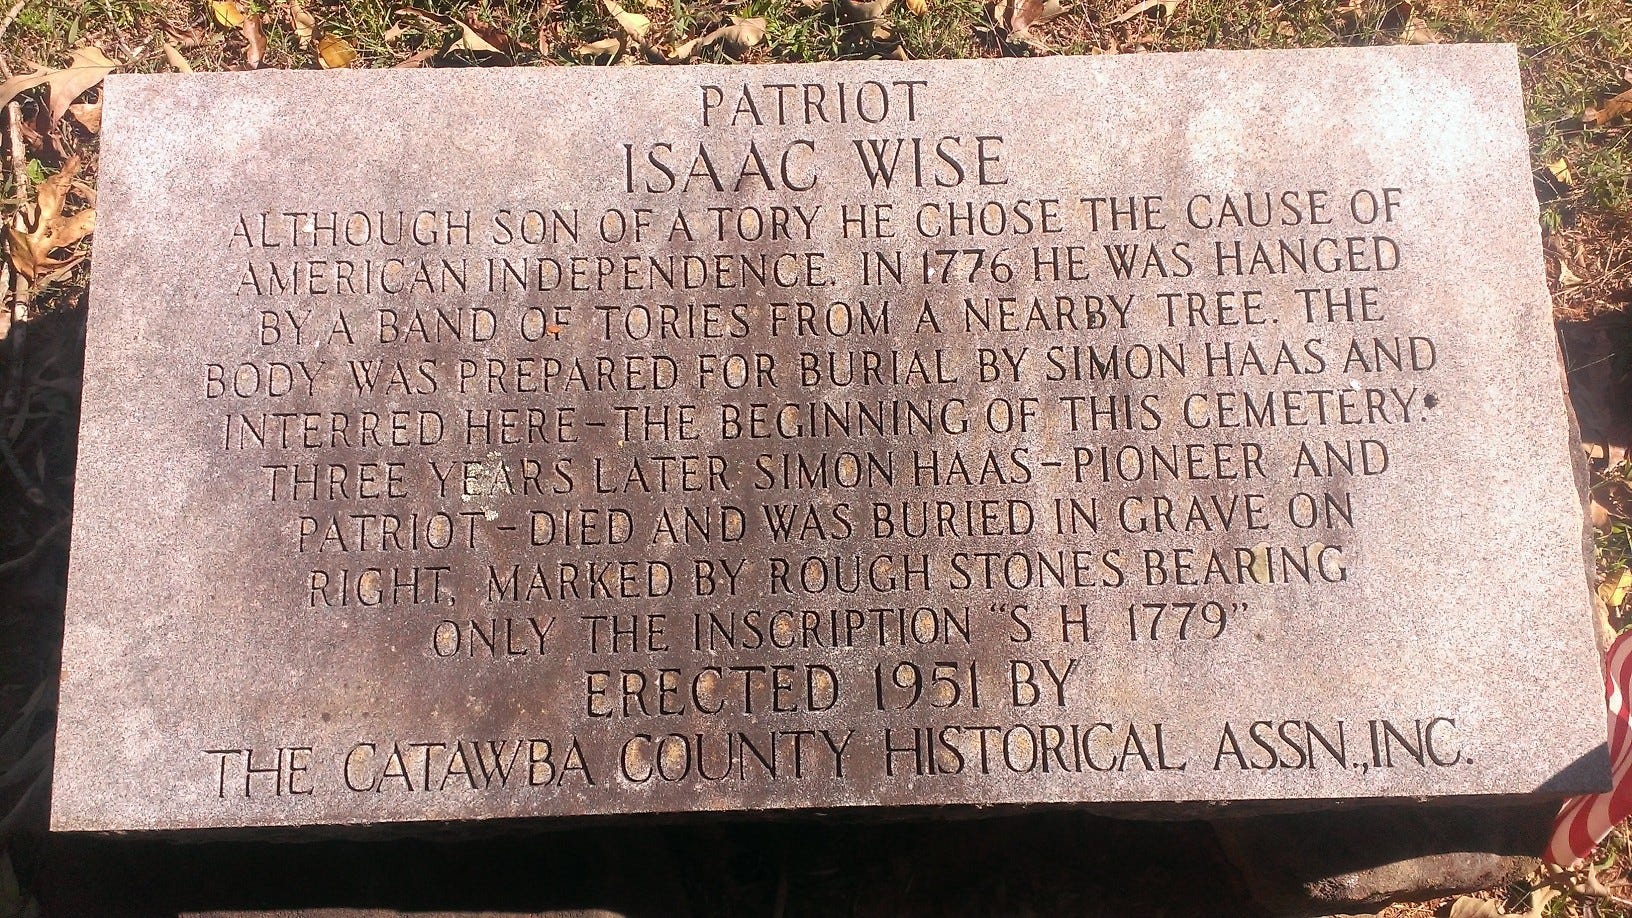 PATRIOT
ISAAC WISE
ALTHOUGH SON OF A TORY HE CHOSE THE CAUSE OF
AMERICAN INDEPENDENCE. IN 1776 HE WAS HANGED
BY A BAND OF TORIES FROM A NEARBY TREE. THE
BODY WAS PREPARED FOR BURIAL BY SIMON HAAS AND
INTERRED HERE-THE BEGINNING OF THIS CEMETERY.
THREE YEARS LATER SIMON HAAS-PIONEER AND
PATRIOT-DIED AND WAS BURIED IN GRAVE ON
RIGHT, MARKED BY ROUGH STONES BEARING
ONLY THE INSCRIPTION "S H 1779"
ERECTED 1951 BY
THE CATAWBA COUNTY HISTORICAL ASSN., INC.